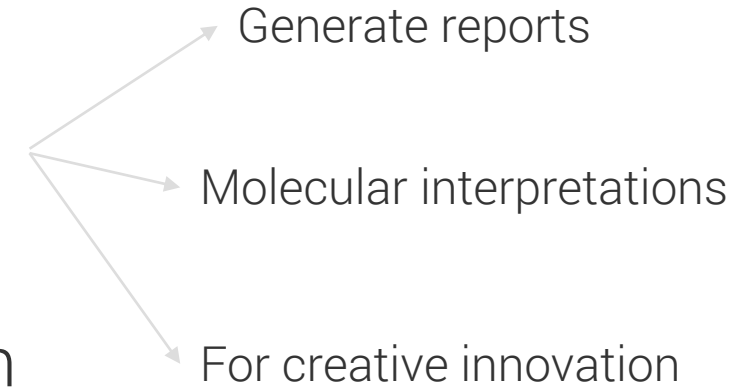 Generate reports
Molecular interpretations
For creative innovation